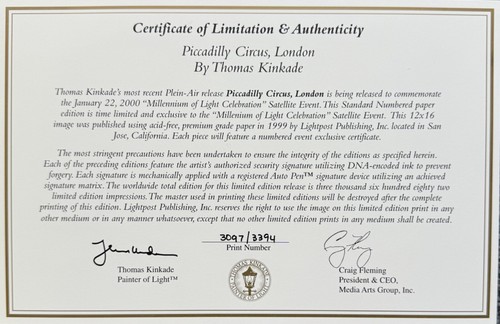 Certificate of Limitation & Authenticity
Piccadilly Circus, London
By Thomas Kinkade
Thomas Kinkade's most recent Plein-Air release Piccadilly Circus, London is being released to commemorate
the January 22, 2000 "Millennium of Light Celebration" Satellite Event. This Standard Numbered paper
edition is time limited and exclusive to the "Millennium of Light Celebration" Satellite Event. This 12x16
image was published using acid-free, premium grade paper in 1999 by Lightpost Publishing, Inc. located in San
Jose, California. Each piece will feature a numbered event exclusive certificate.
The most stringent precautions have been undertaken to ensure the integrity of the editions as specified herein.
Each of the preceding editions feature the artist's authorized security signature utilizing DNA-encoded ink to prevent
forgery. Each signature is mechanically applied with a registered Auto Pen™ signature device utilizing an achieved
signature matrix. The worldwide total edition for this limited edition release is three thousand six hundred eighty two
limited edition impressions. The master used in printing these limited editions will be destroyed after the complete
printing of this edition. Lightpost Publishing, Inc. reserves the right to use the image on this limited edition print in any
other medium or in any manner whatsoever, except that no other limited edition prints in any medium shall be created.
3097/3394
Print Number
Thomas Kinkade
Painter of Light™
THOMAS KINKADE
PAINTER OF LIGHT
Craig Fleming
President & CEO,
Media Arts Group, Inc.